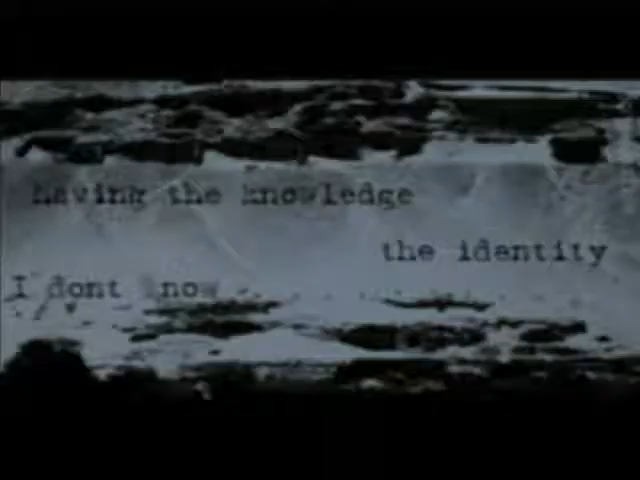 having the knowledge
the identity
I dont know